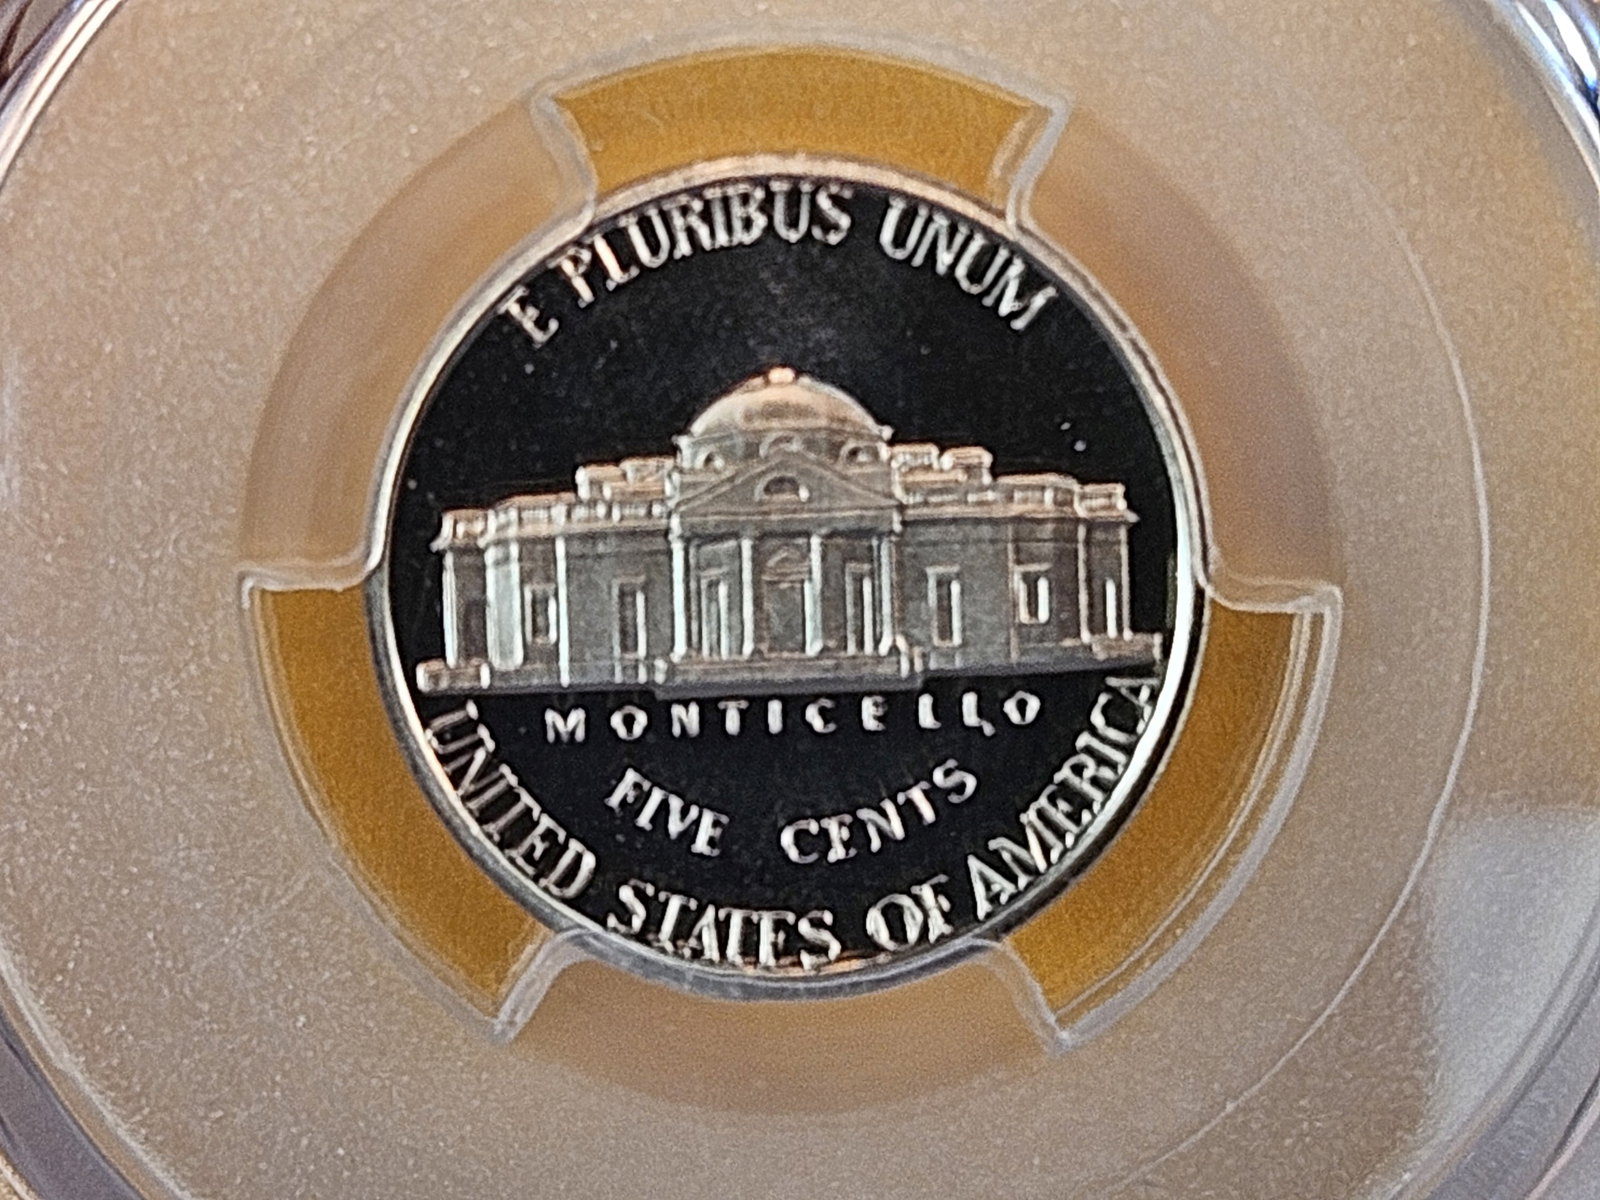 E PLURIBUS UNUM
MONTICELLO
FIVE CENTS
UNITED STATES OF AMERICA